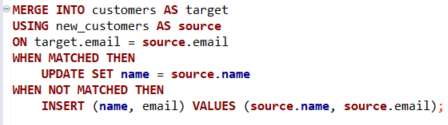 MERGE INTO customers AS target
USING new_customers AS source
ON target.email = source.email
WHEN MATCHED THEN
    UPDATE SET name = source.name
WHEN NOT MATCHED THEN
    INSERT (name, email) VALUES (source.name, source.email);